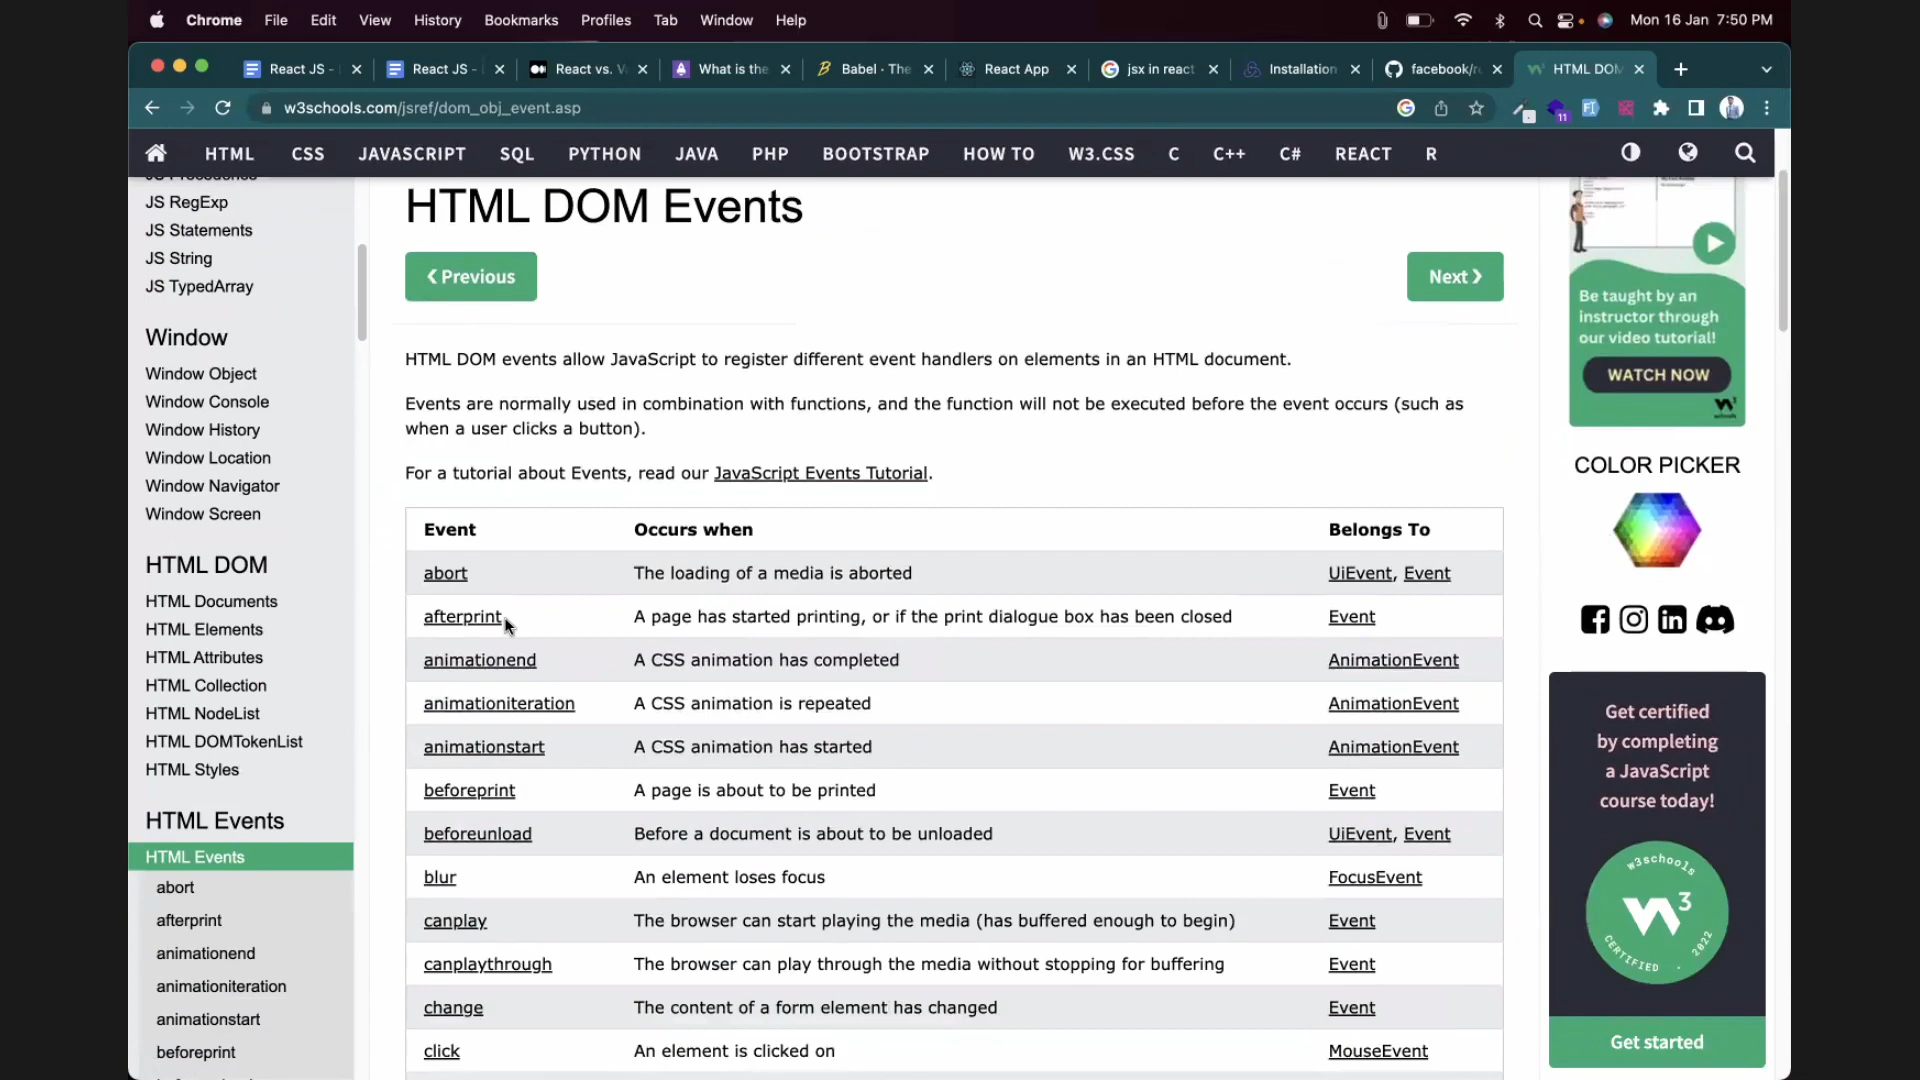 Chrome File Edit View History Bookmarks Profiles Tab Window Help Mon 16 Jan 7:50 PM
React JS - React JS - React vs. V What is the Babel · The React App jsx in react Installation facebook/r HTML DOM
w3schools.com/jsref/dom_obj_event.asp 11
HTML CSS JAVASCRIPT SQL PYTHON JAVA PHP BOOTSTRAP HOW TO W3.CSS C C++ C# REACT R
JS RegExp
JS Statements
JS String
JS TypedArray
Window
Window Object
Window Console
Window History
Window Location
Window Navigator
Window Screen
HTML DOM
HTML Documents
HTML Elements
HTML Attributes
HTML Collection
HTML NodeList
HTML DOMTokenList
HTML Styles
HTML Events
HTML Events
abort
afterprint
animationend
animationiteration
animationstart
beforeprint
HTML DOM Events
❮ Previous
Next ❯
HTML DOM events allow JavaScript to register different event handlers on elements in an HTML document.
Events are normally used in combination with functions, and the function will not be executed before the event occurs (such as
when a user clicks a button).
For a tutorial about Events, read our JavaScript Events Tutorial.
Event Occurs when Belongs To
abort The loading of a media is aborted UiEvent, Event
afterprint A page has started printing, or if the print dialogue box has been closed Event
animationend A CSS animation has completed AnimationEvent
animationiteration A CSS animation is repeated AnimationEvent
animationstart A CSS animation has started AnimationEvent
beforeprint A page is about to be printed Event
beforeunload Before a document is about to be unloaded UiEvent, Event
blur An element loses focus FocusEvent
canplay The browser can start playing the media (has buffered enough to begin) Event
canplaythrough The browser can play through the media without stopping for buffering Event
change The content of a form element has changed Event
click An element is clicked on MouseEvent
Be taught by an
instructor through
our video tutorial!
WATCH NOW
COLOR PICKER
Get certified
by completing
a JavaScript
course today!
w3schools
CERTIFIED · 2022
Get started